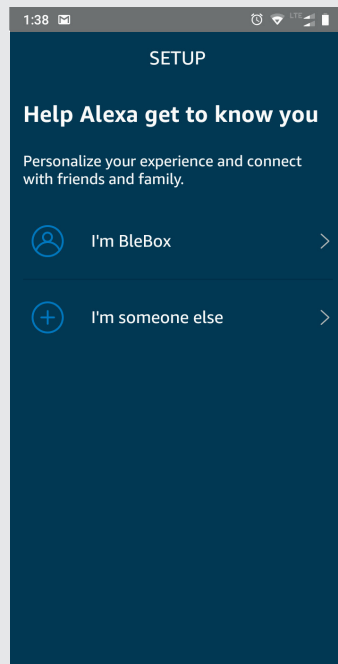 1:38
LTE
SETUP
Help Alexa get to know you
Personalize your experience and connect
with friends and family.
I'm BleBox
I'm someone else